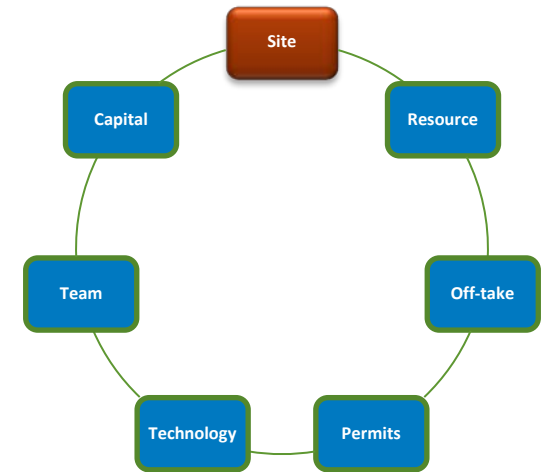 Site
Resource
Off-take
Permits
Technology
Team
Capital